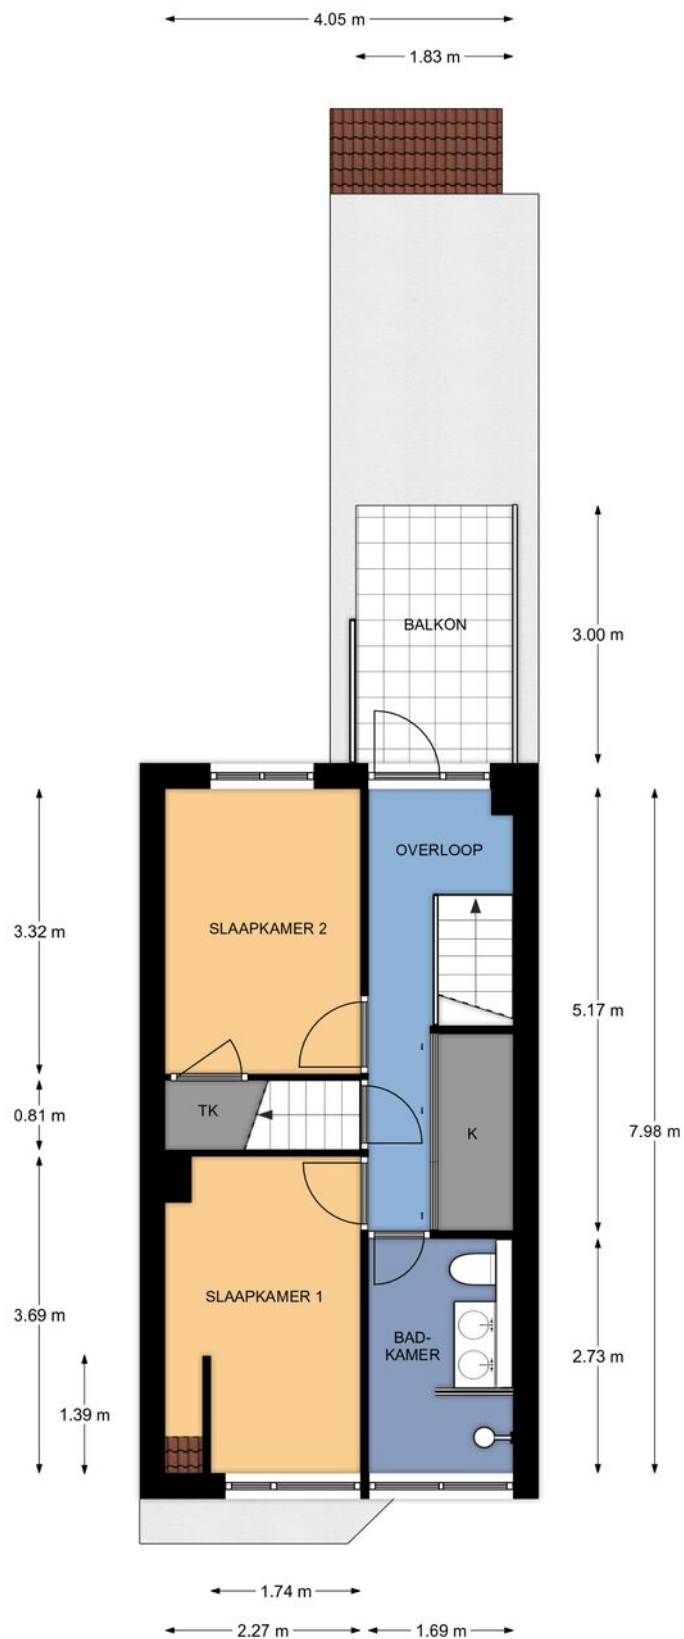 4.05 m
1.83 m
BALKON
3.00 m
OVERLOOP
SLAAPKAMER 2
3.32 m
5.17 m
TK
0.81 m
K
7.98 m
SLAAPKAMER 1
3.69 m
BAD-
KAMER
2.73 m
1.39 m
1.74 m
2.27 m
1.69 m